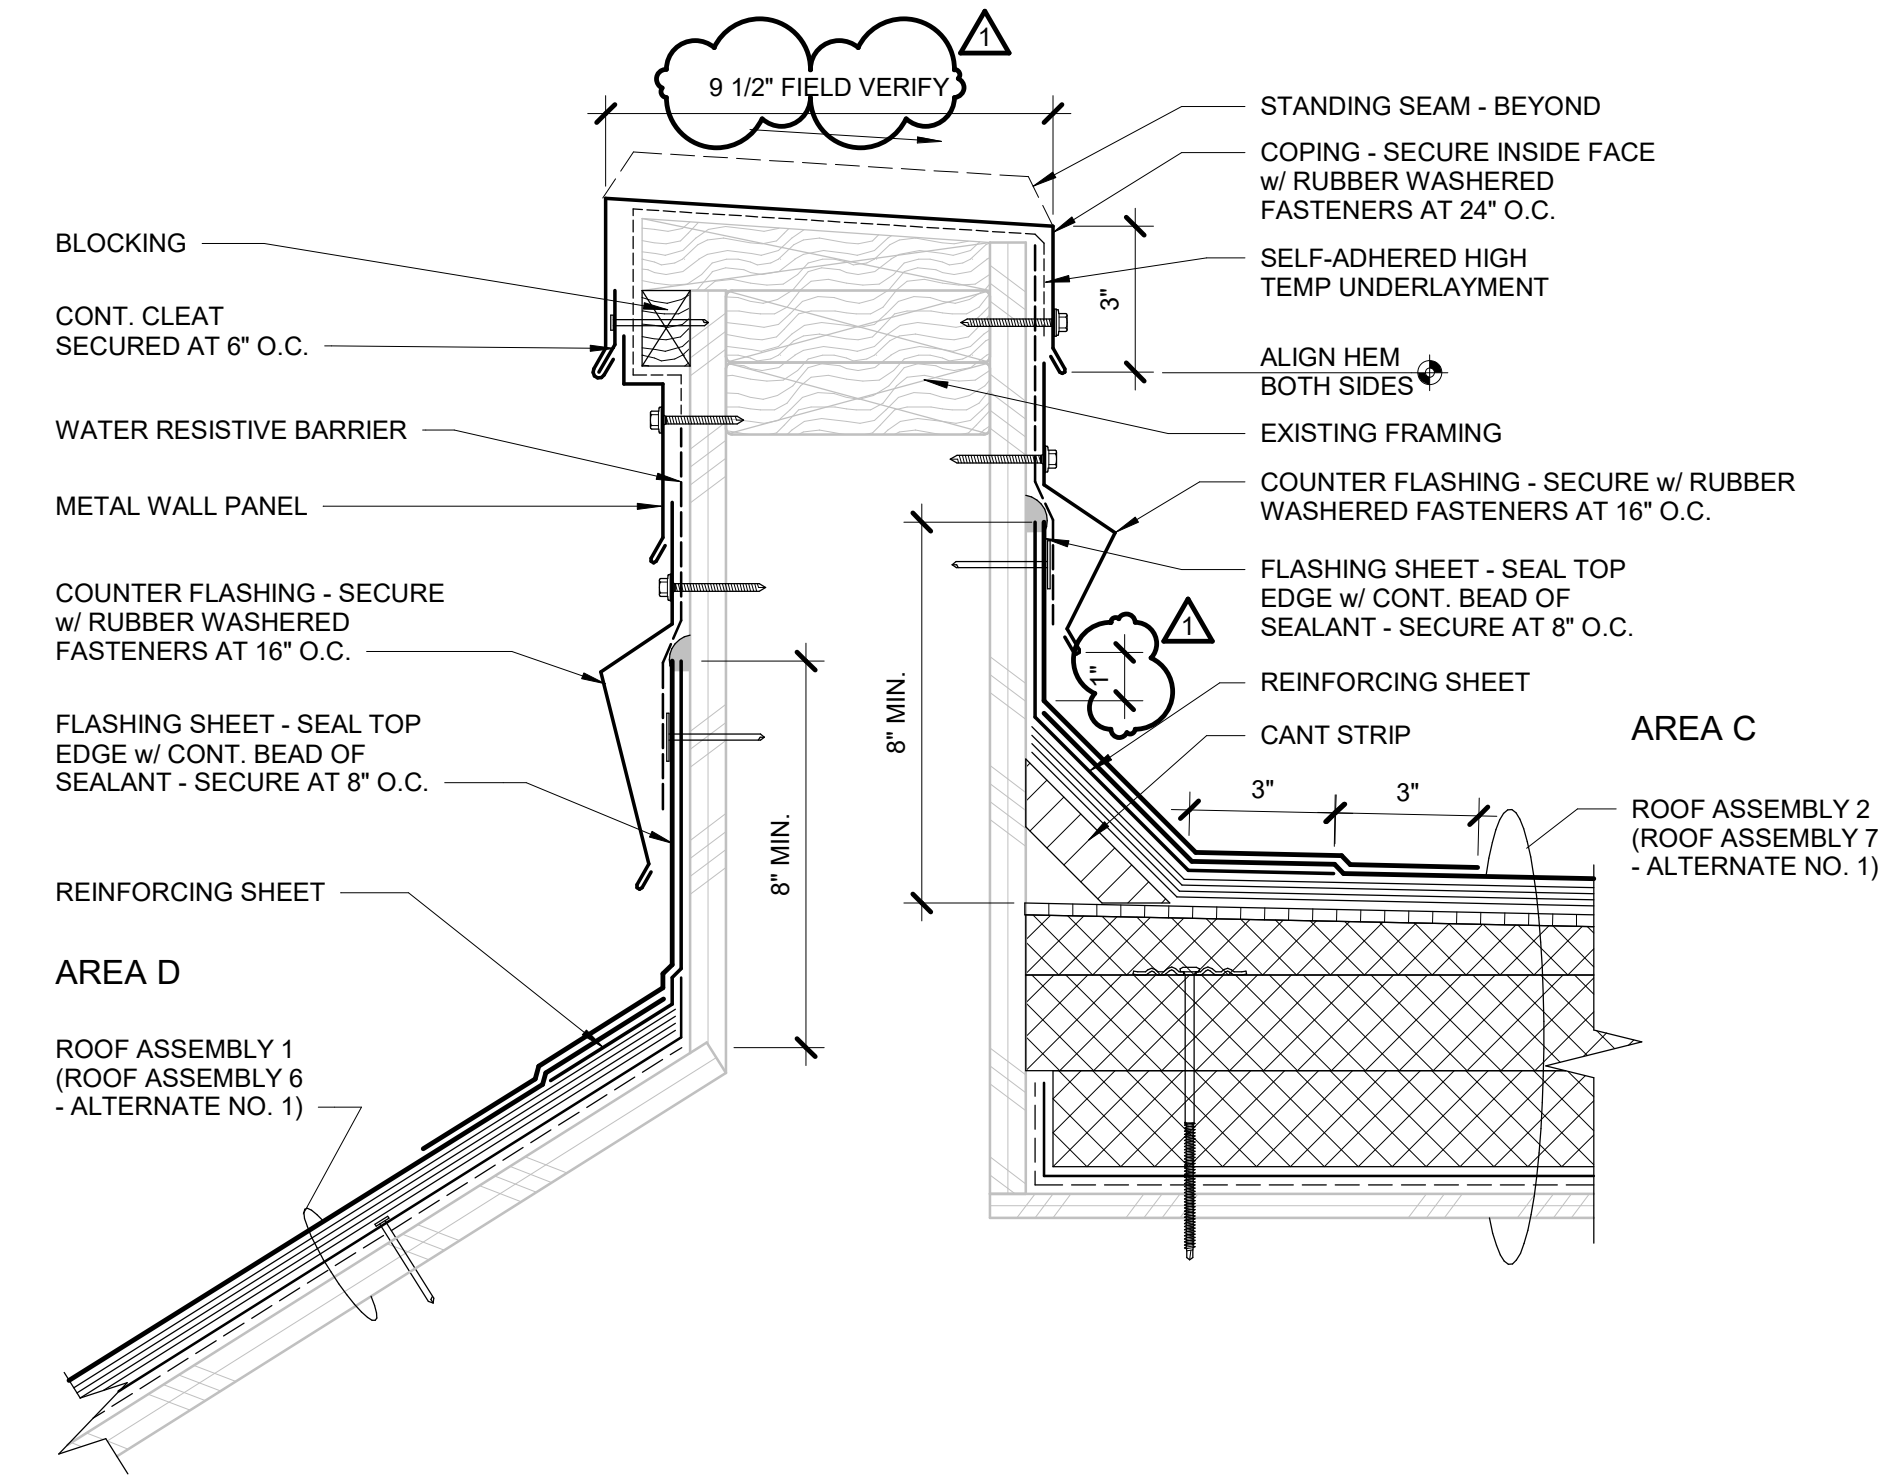 1
9 1/2" FIELD VERIFY
STANDING SEAM - BEYOND
COPING - SECURE INSIDE FACE
w/ RUBBER WASHERED
FASTENERS AT 24" O.C.
BLOCKING
SELF-ADHERED HIGH
TEMP UNDERLAYMENT
3"
CONT. CLEAT
SECURED AT 6" O.C.
ALIGN HEM
BOTH SIDES
WATER RESISTIVE BARRIER
EXISTING FRAMING
METAL WALL PANEL
COUNTER FLASHING - SECURE w/ RUBBER
WASHERED FASTENERS AT 16" O.C.
COUNTER FLASHING - SECURE
w/ RUBBER WASHERED
FASTENERS AT 16" O.C.
FLASHING SHEET - SEAL TOP
EDGE w/ CONT. BEAD OF
SEALANT - SECURE AT 8" O.C.
1
1"
REINFORCING SHEET
8" MIN.
FLASHING SHEET - SEAL TOP
EDGE w/ CONT. BEAD OF
SEALANT - SECURE AT 8" O.C.
CANT STRIP
AREA C
3"
3"
ROOF ASSEMBLY 2
(ROOF ASSEMBLY 7
- ALTERNATE NO. 1)
8" MIN.
REINFORCING SHEET
AREA D
ROOF ASSEMBLY 1
(ROOF ASSEMBLY 6
- ALTERNATE NO. 1)